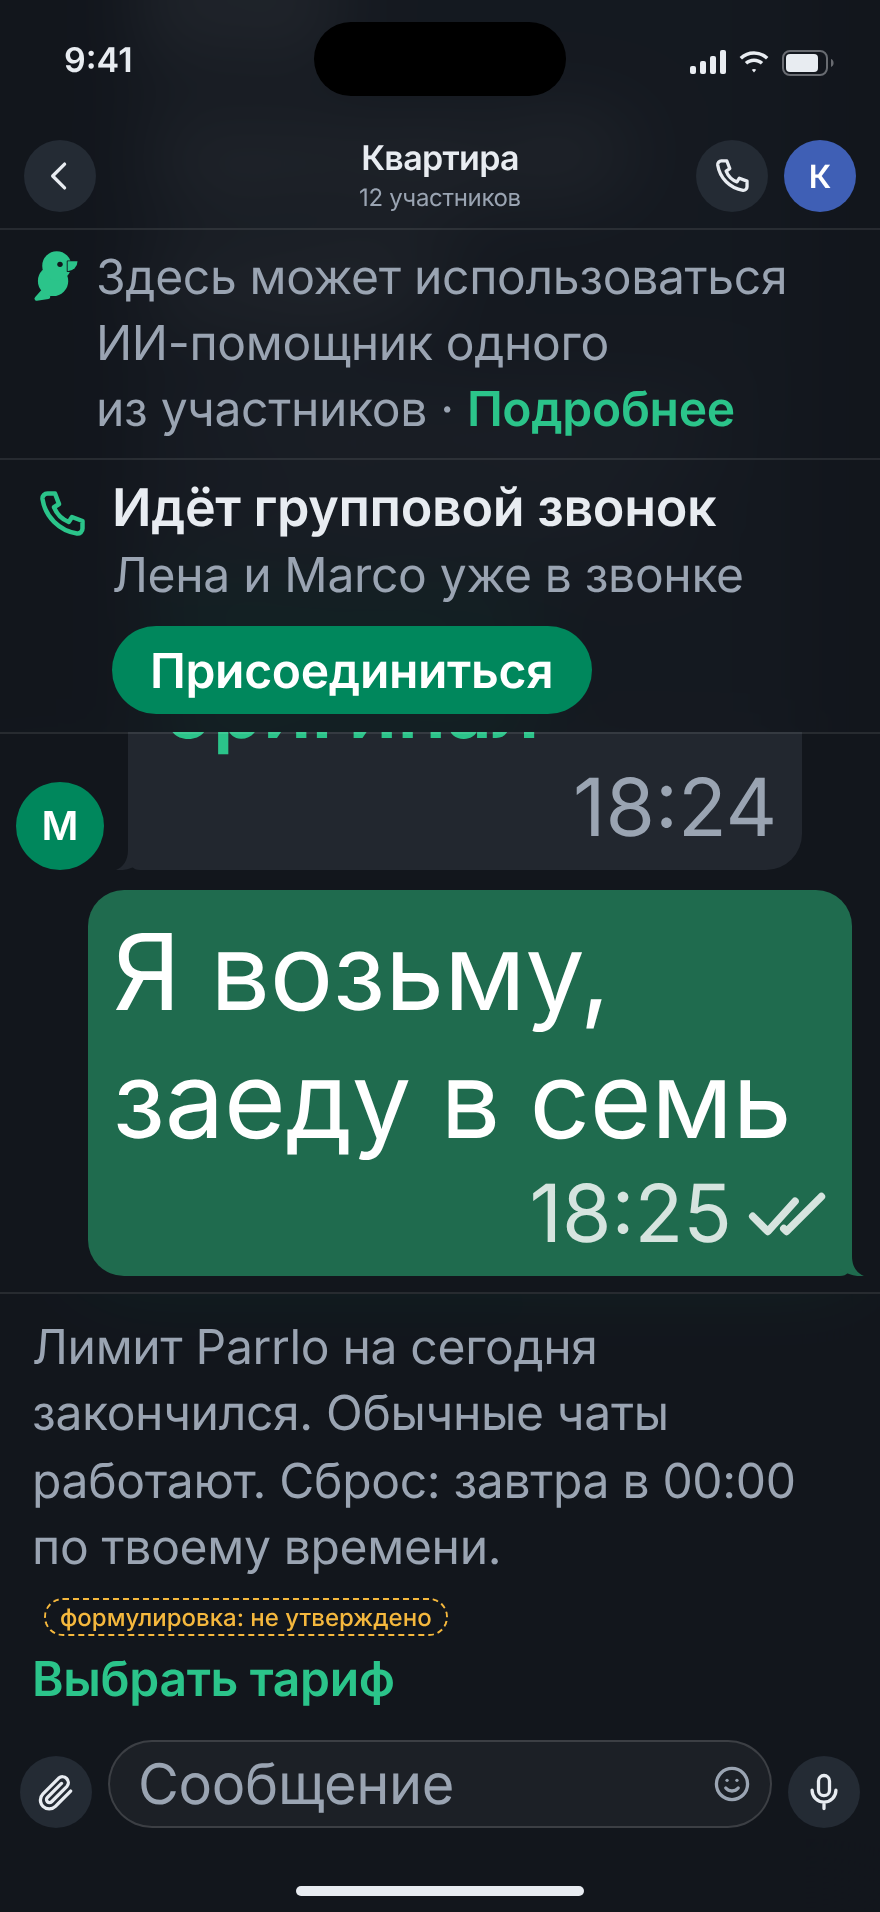 9:41
Квартира
12 участников
К
Здесь может использоваться
ИИ-помощник одного
из участников · Подробнее
Идёт групповой звонок
Лена и Marco уже в звонке
Присоединиться
оригинал
18:24
М
Я возьму,
заеду в семь
18:25
Лимит Parrlo на сегодня
закончился. Обычные чаты
работают. Сброс: завтра в 00:00
по твоему времени.
формулировка: не утверждено
Выбрать тариф
Сообщение